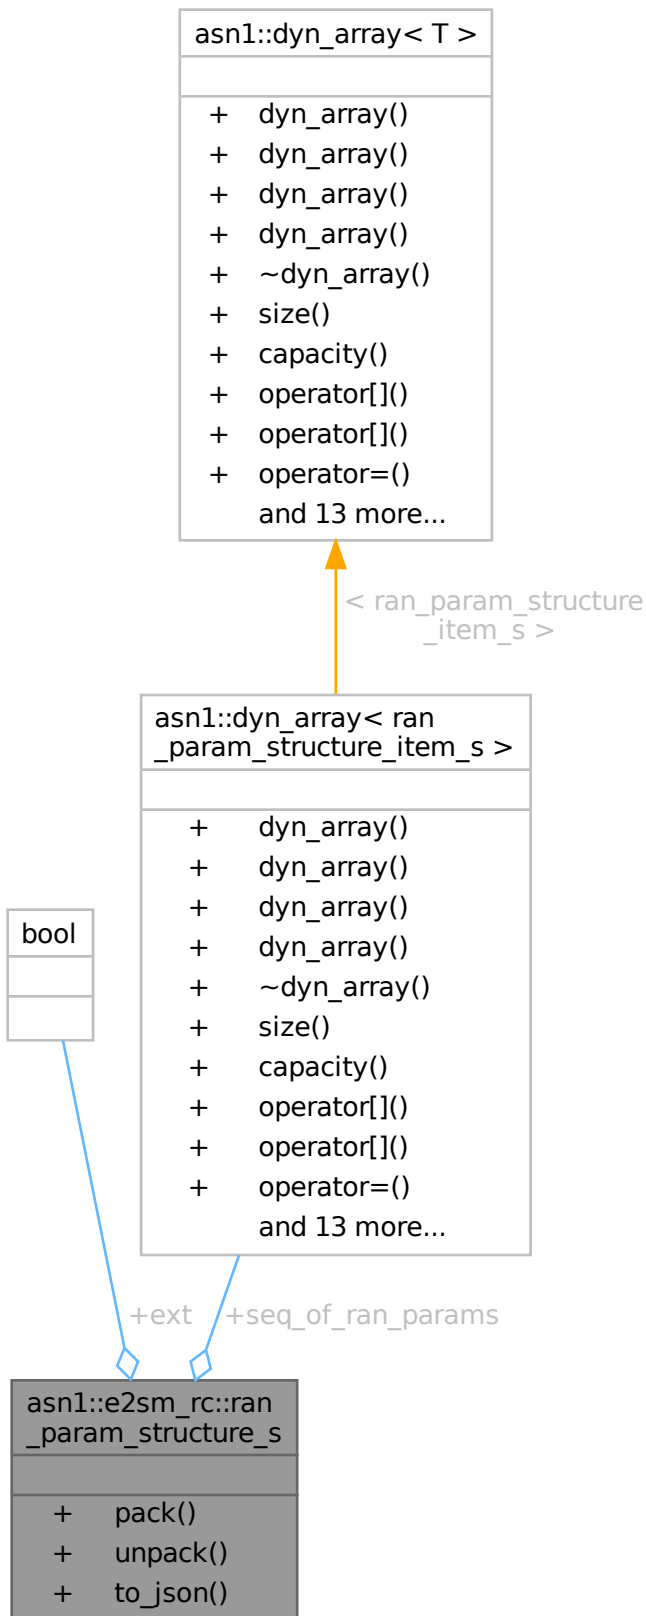 asn1::dyn_array< T >
+ dyn_array()
+ dyn_array()
+ dyn_array()
+ dyn_array()
+ ~dyn_array()
+ size()
+ capacity()
+ operator[]()
+ operator[]()
+ operator=()
and 13 more...
< ran_param_structure
_item_s >
asn1::dyn_array< ran
_param_structure_item_s >
+ dyn_array()
+ dyn_array()
+ dyn_array()
+ dyn_array()
+ ~dyn_array()
+ size()
+ capacity()
+ operator[]()
+ operator[]()
+ operator=()
and 13 more...
bool
+ext
+seq_of_ran_params
asn1::e2sm_rc::ran
_param_structure_s
+ pack()
+ unpack()
+ to_json()